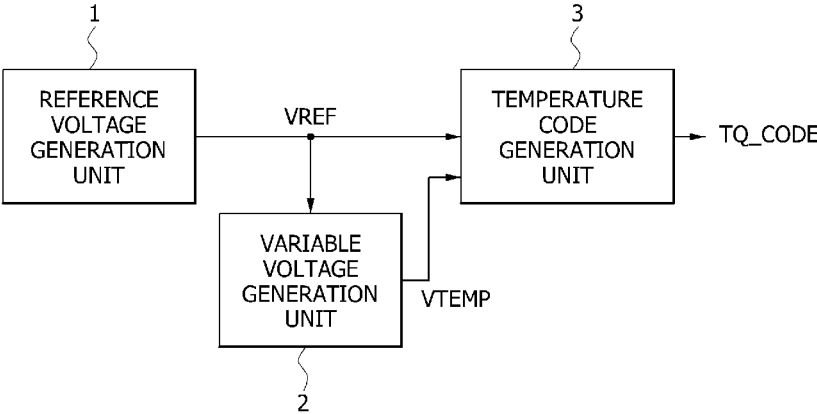 1
3
REFERENCE
VOLTAGE
GENERATION
UNIT
VREF
TEMPERATURE
CODE
GENERATION
UNIT
TQ_CODE
VARIABLE
VOLTAGE
GENERATION
UNIT
VTEMP
2